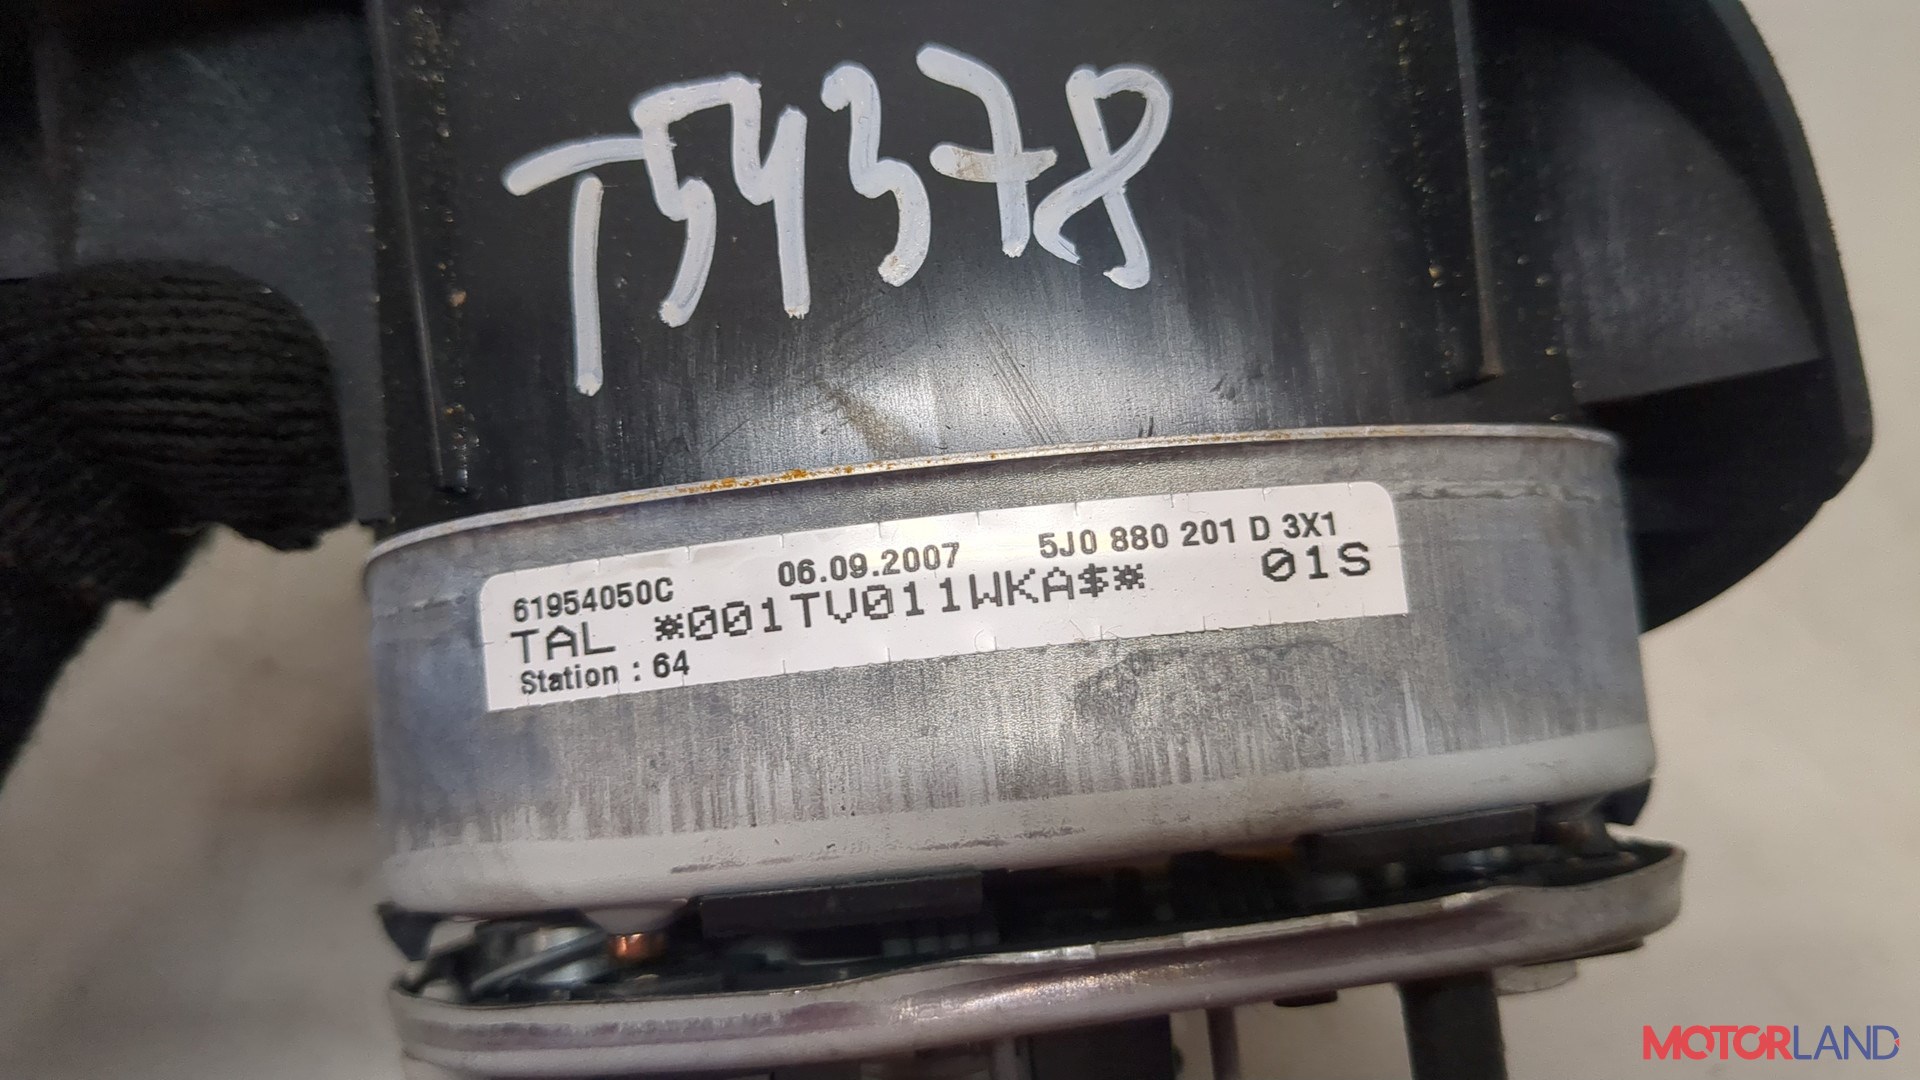 T54378
61954050C 06.09.2007 5J0 880 201 D 3X1
TAL *001TV011WKA$* 01S
Station : 64
MOTORLAND